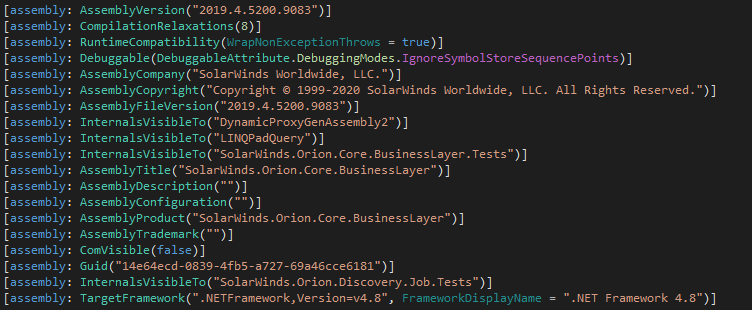 [assembly: AssemblyVersion("2019.4.5200.9083")]
[assembly: CompilationRelaxations(8)]
[assembly: RuntimeCompatibility(WrapNonExceptionThrows = true)]
[assembly: Debuggable(DebuggableAttribute.DebuggingModes.IgnoreSymbolStoreSequencePoints)]
[assembly: AssemblyCompany("SolarWinds Worldwide, LLC.")]
[assembly: AssemblyCopyright("Copyright © 1999-2020 SolarWinds Worldwide, LLC. All Rights Reserved.")]
[assembly: AssemblyFileVersion("2019.4.5200.9083")]
[assembly: InternalsVisibleTo("DynamicProxyGenAssembly2")]
[assembly: InternalsVisibleTo("LINQPadQuery")]
[assembly: InternalsVisibleTo("SolarWinds.Orion.Core.BusinessLayer.Tests")]
[assembly: AssemblyTitle("SolarWinds.Orion.Core.BusinessLayer")]
[assembly: AssemblyDescription("")]
[assembly: AssemblyConfiguration("")]
[assembly: AssemblyProduct("SolarWinds.Orion.Core.BusinessLayer")]
[assembly: AssemblyTrademark("")]
[assembly: ComVisible(false)]
[assembly: Guid("14e64ecd-0839-4fb5-a727-69a46cce6181")]
[assembly: InternalsVisibleTo("SolarWinds.Orion.Discovery.Job.Tests")]
[assembly: TargetFramework(".NETFramework,Version=v4.8", FrameworkDisplayName = ".NET Framework 4.8")]